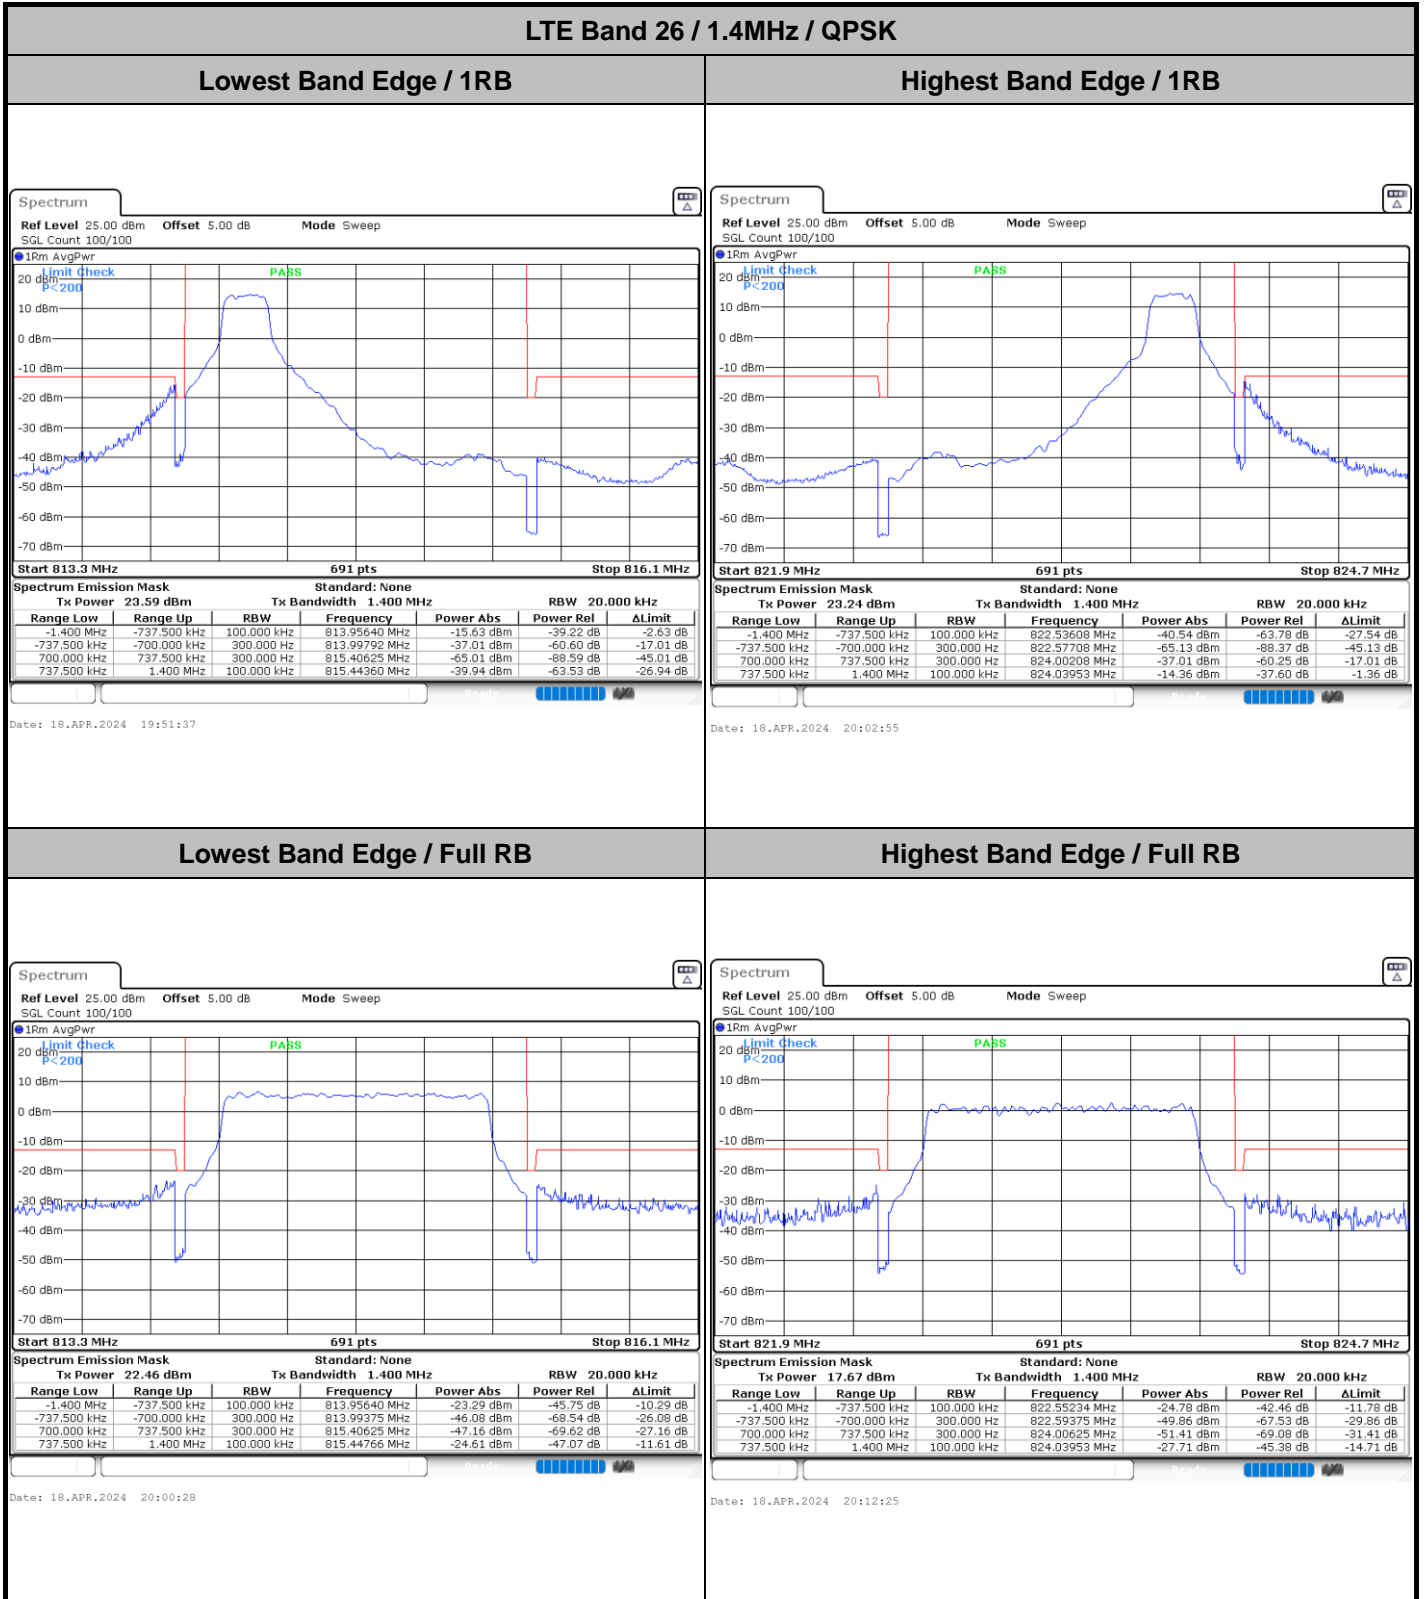 LTE Band 26 / 1.4MHz / QPSK
Lowest Band Edge / 1RB
Highest Band Edge / 1RB
Spectrum
Ref Level 25.00 dBm Offset 5.00 dB Mode Sweep
SGL Count 100/100
1Rm AvgPwr
Limit Check PASS
P<200
20 dBm
10 dBm
0 dBm
-10 dBm
-20 dBm
-30 dBm
-40 dBm
-50 dBm
-60 dBm
-70 dBm
Start 813.3 MHz 691 pts Stop 816.1 MHz
Spectrum Emission Mask Standard: None
Tx Power 23.59 dBm Tx Bandwidth 1.400 MHz RBW 20.000 kHz
Range Low Range Up RBW Frequency Power Abs Power Rel ΔLimit
-1.400 MHz -737.500 kHz 100.000 kHz 813.95640 MHz -15.63 dBm -39.22 dB -2.63 dB
-737.500 kHz -700.000 kHz 300.000 Hz 813.99792 MHz -37.01 dBm -60.60 dB -17.01 dB
700.000 kHz 737.500 kHz 300.000 Hz 815.40625 MHz -65.01 dBm -88.59 dB -45.01 dB
737.500 kHz 1.400 MHz 100.000 kHz 815.44360 MHz -39.94 dBm -63.53 dB -26.94 dB
Ready
Date: 18.APR.2024 19:51:37
Spectrum
Ref Level 25.00 dBm Offset 5.00 dB Mode Sweep
SGL Count 100/100
1Rm AvgPwr
Limit Check PASS
P<200
20 dBm
10 dBm
0 dBm
-10 dBm
-20 dBm
-30 dBm
-40 dBm
-50 dBm
-60 dBm
-70 dBm
Start 821.9 MHz 691 pts Stop 824.7 MHz
Spectrum Emission Mask Standard: None
Tx Power 23.24 dBm Tx Bandwidth 1.400 MHz RBW 20.000 kHz
Range Low Range Up RBW Frequency Power Abs Power Rel ΔLimit
-1.400 MHz -737.500 kHz 100.000 kHz 822.53608 MHz -40.54 dBm -63.78 dB -27.54 dB
-737.500 kHz -700.000 kHz 300.000 Hz 822.57708 MHz -65.13 dBm -88.37 dB -45.13 dB
700.000 kHz 737.500 kHz 300.000 Hz 824.00208 MHz -37.01 dBm -60.25 dB -17.01 dB
737.500 kHz 1.400 MHz 100.000 kHz 824.03953 MHz -14.36 dBm -37.60 dB -1.36 dB
Ready
Date: 18.APR.2024 20:02:55
Lowest Band Edge / Full RB
Highest Band Edge / Full RB
Spectrum
Ref Level 25.00 dBm Offset 5.00 dB Mode Sweep
SGL Count 100/100
1Rm AvgPwr
Limit Check PASS
P<200
20 dBm
10 dBm
0 dBm
-10 dBm
-20 dBm
-30 dBm
-40 dBm
-50 dBm
-60 dBm
-70 dBm
Start 813.3 MHz 691 pts Stop 816.1 MHz
Spectrum Emission Mask Standard: None
Tx Power 22.46 dBm Tx Bandwidth 1.400 MHz RBW 20.000 kHz
Range Low Range Up RBW Frequency Power Abs Power Rel ΔLimit
-1.400 MHz -737.500 kHz 100.000 kHz 813.95640 MHz -23.29 dBm -45.75 dB -10.29 dB
-737.500 kHz -700.000 kHz 300.000 Hz 813.99375 MHz -46.08 dBm -68.54 dB -26.08 dB
700.000 kHz 737.500 kHz 300.000 Hz 815.40625 MHz -47.16 dBm -69.62 dB -27.16 dB
737.500 kHz 1.400 MHz 100.000 kHz 815.44766 MHz -24.61 dBm -47.07 dB -11.61 dB
Ready
Date: 18.APR.2024 20:00:28
Spectrum
Ref Level 25.00 dBm Offset 5.00 dB Mode Sweep
SGL Count 100/100
1Rm AvgPwr
Limit Check PASS
P<200
20 dBm
10 dBm
0 dBm
-10 dBm
-20 dBm
-30 dBm
-40 dBm
-50 dBm
-60 dBm
-70 dBm
Start 821.9 MHz 691 pts Stop 824.7 MHz
Spectrum Emission Mask Standard: None
Tx Power 17.67 dBm Tx Bandwidth 1.400 MHz RBW 20.000 kHz
Range Low Range Up RBW Frequency Power Abs Power Rel ΔLimit
-1.400 MHz -737.500 kHz 100.000 kHz 822.55234 MHz -24.78 dBm -42.46 dB -11.78 dB
-737.500 kHz -700.000 kHz 300.000 Hz 822.59375 MHz -49.86 dBm -67.53 dB -29.86 dB
700.000 kHz 737.500 kHz 300.000 Hz 824.00625 MHz -51.41 dBm -69.08 dB -31.41 dB
737.500 kHz 1.400 MHz 100.000 kHz 824.03953 MHz -27.71 dBm -45.38 dB -14.71 dB
Ready
Date: 18.APR.2024 20:12:25